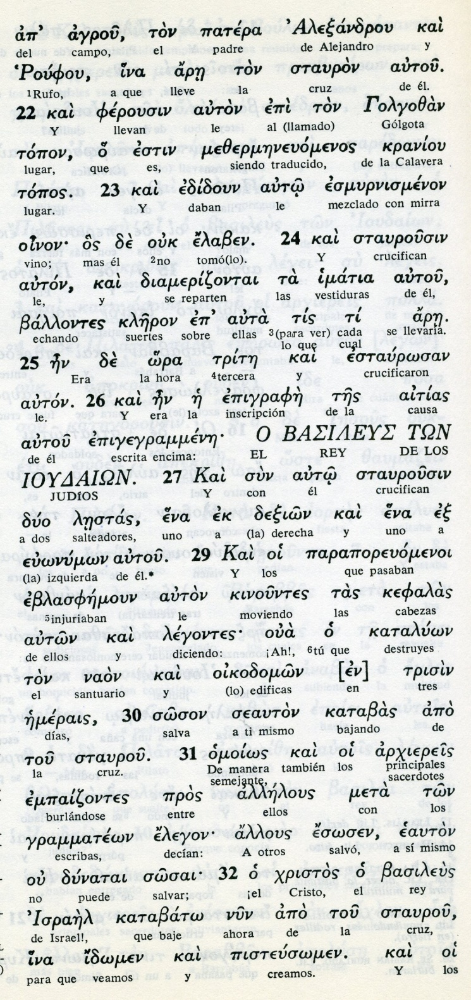 ἀπ' ἀγροῦ, τὸν πατέρα Ἀλεξάνδρου καὶ
del campo, el padre de Alejandro y
Ῥούφου, ἵνα ἄρῃ τὸν σταυρὸν αὐτοῦ.
¹Rufo, a que lleve la cruz de él.
22 καὶ φέρουσιν αὐτὸν ἐπὶ τὸν Γολγοθὰν
Y llevan le al (llamado) Gólgota
τόπον, ὅ ἐστιν μεθερμηνευόμενος κρανίου
lugar, que es, siendo traducido, de la Calavera
τόπος. 23 καὶ ἐδίδουν αὐτῷ ἐσμυρνισμένον
lugar. Y daban le mezclado con mirra
οἶνον· ὃς δὲ οὐκ ἔλαβεν. 24 καὶ σταυροῦσιν
vino; mas él ²no tomó(lo). Y crucifican
αὐτόν, καὶ διαμερίζονται τὰ ἱμάτια αὐτοῦ,
le, y se reparten las vestiduras de él,
βάλλοντες κλῆρον ἐπ' αὐτὰ τίς τί ἄρῃ.
echando suertes sobre ellas ³(para ver) cada se llevaría.
lo que cual
25 ἦν δὲ ὥρα τρίτη καὶ ἐσταύρωσαν
Era la hora ⁴tercera y crucificaron
αὐτόν. 26 καὶ ἦν ἡ ἐπιγραφὴ τῆς αἰτίας
le. Y era la inscripción de la causa
αὐτοῦ ἐπιγεγραμμένη· Ο ΒΑΣΙΛΕΥΣ ΤΩΝ
de él escrita encima: EL REY DE LOS
ΙΟΥΔΑΙΩΝ. 27 Καὶ σὺν αὐτῷ σταυροῦσιν
JUDÍOS Y con él crucifican
δύο λῃστάς, ἕνα ἐκ δεξιῶν καὶ ἕνα ἐξ
a dos salteadores, uno a (la) derecha y uno a
εὐωνύμων αὐτοῦ. 29 Καὶ οἱ παραπορευόμενοι
(la) izquierda de él.* Y los que pasaban
ἐβλασφήμουν αὐτὸν κινοῦντες τὰς κεφαλὰς
⁵injuriaban le moviendo las cabezas
αὐτῶν καὶ λέγοντες· οὐὰ ὁ καταλύων
de ellos y diciendo: ¡Ah!, ⁶tú que destruyes
τὸν ναὸν καὶ οἰκοδομῶν [ἐν] τρισὶν
el santuario y (lo) edificas en tres
ἡμέραις, 30 σῶσον σεαυτὸν καταβὰς ἀπὸ
días, salva a ti mismo bajando de
τοῦ σταυροῦ. 31 ὁμοίως καὶ οἱ ἀρχιερεῖς
la cruz. De manera también los principales
semejante, sacerdotes
ἐμπαίζοντες πρὸς ἀλλήλους μετὰ τῶν
burlándose entre ellos con los
γραμματέων ἔλεγον· ἄλλους ἔσωσεν, ἑαυτὸν
escribas, decían: A otros salvó, a sí mismo
οὐ δύναται σῶσαι· 32 ὁ χριστὸς ὁ βασιλεὺς
no puede salvar; ¡el Cristo, el rey
Ἰσραὴλ καταβάτω νῦν ἀπὸ τοῦ σταυροῦ,
de Israel!, que baje ahora de la cruz,
ἵνα ἴδωμεν καὶ πιστεύσωμεν. καὶ οἱ
para que veamos y creamos. Y los